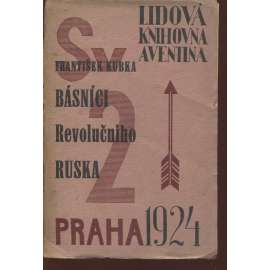 LIDOVÁ
KNIHOVNA
AVENTINA
Sv
2
FRANTIŠEK KUBKA
BÁSNÍCI
Revolučního
RUSKA
PRAHA 1924